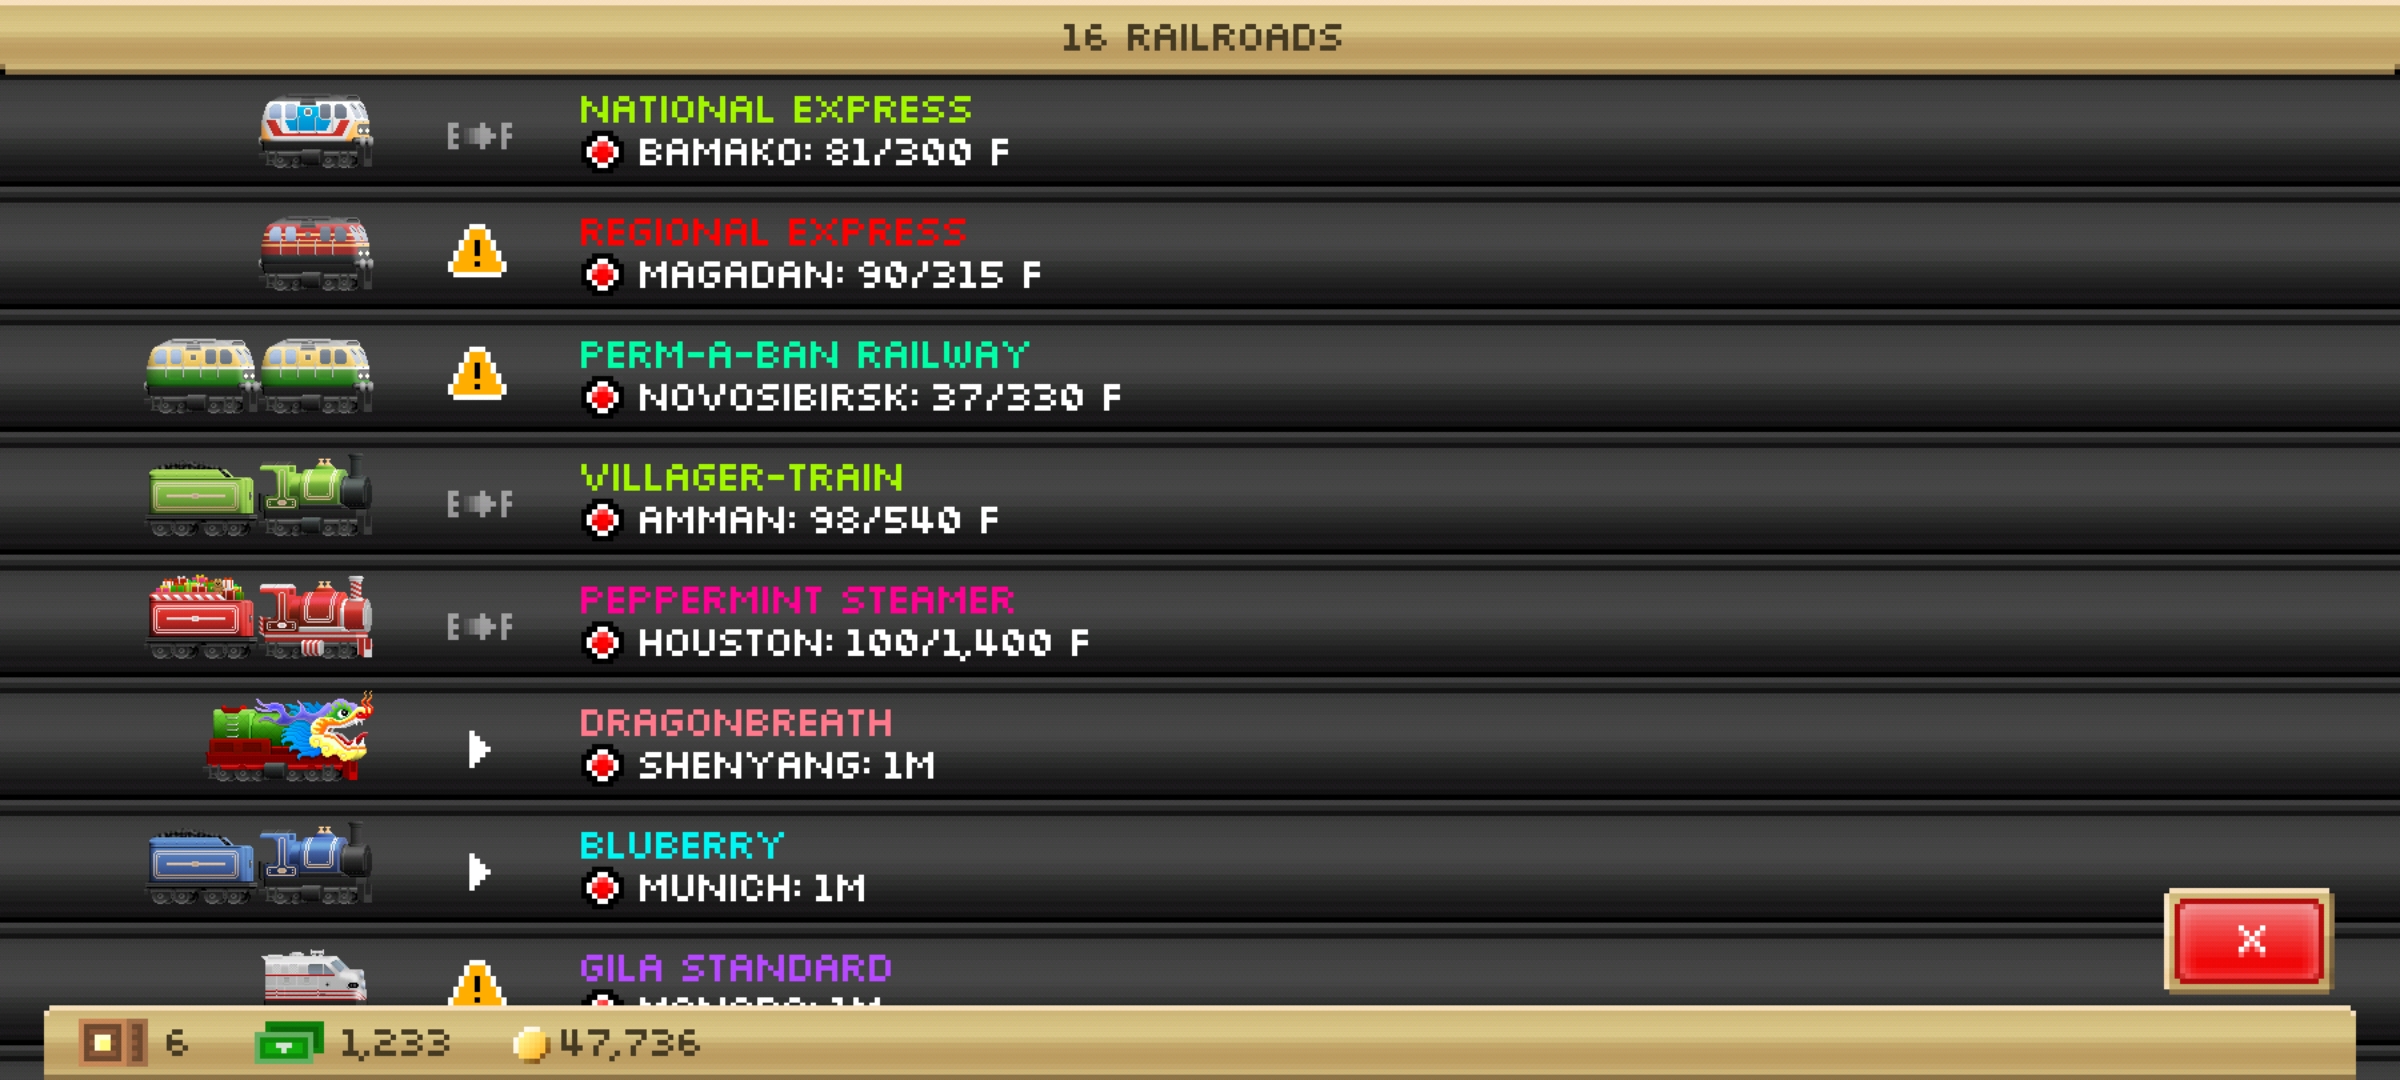 16 RAILROADS
NATIONAL EXPRESS
E F
BAMAKO: 81/300 F
REGIONAL EXPRESS
MAGADAN: 90/315 F
PERM-A-BAN RAILWAY
NOVOSIBIRSK: 37/330 F
VILLAGER-TRAIN
E F
AMMAN: 98/540 F
PEPPERMINT STEAMER
E F
HOUSTON: 100/1,400 F
DRAGONBREATH
SHENYANG: 1M
BLUBERRY
MUNICH: 1M
GILA STANDARD
X
6 1,233 47,736